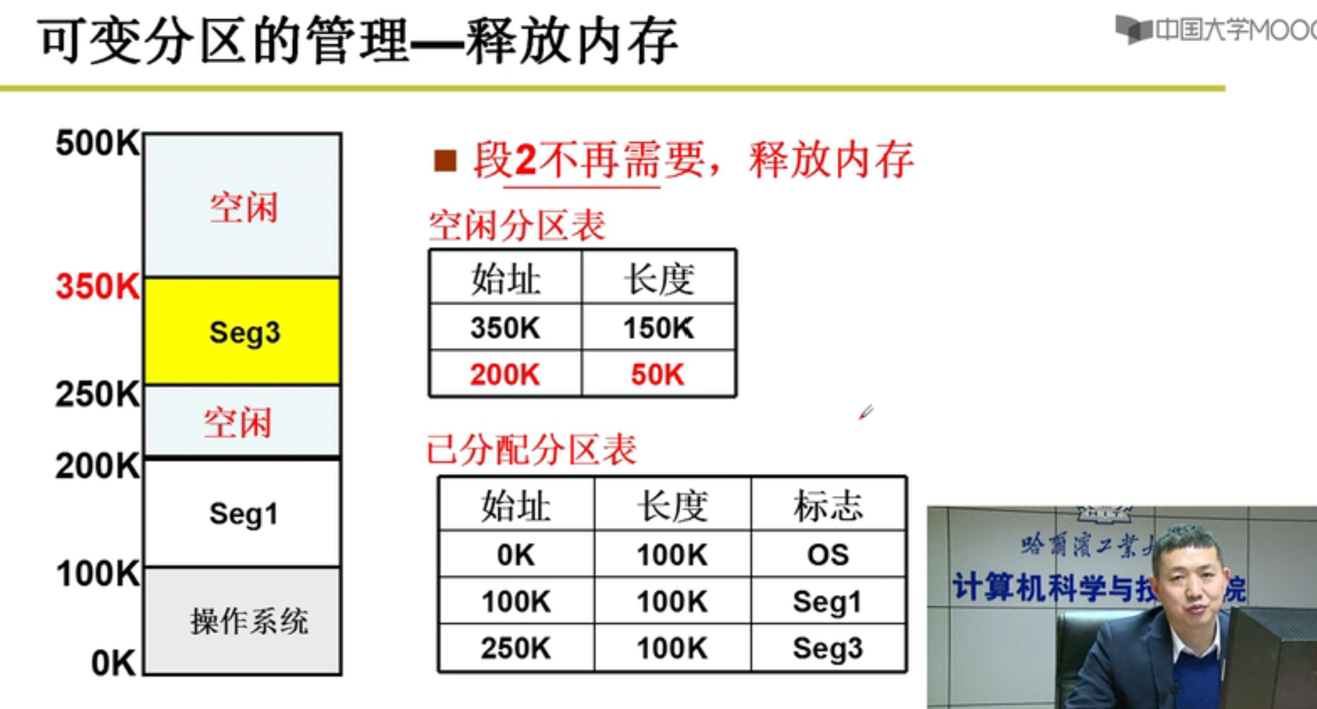 可变分区的管理—释放内存
中国大学MOOC
500K
空闲
350K
Seg3
250K
空闲
200K
Seg1
100K
操作系统
0K
■ 段2不再需要，释放内存
空闲分区表
始址 长度
350K 150K
200K 50K
已分配分区表
始址 长度 标志
0K 100K OS
100K 100K Seg1
250K 100K Seg3
哈尔滨工业大
计算机科学与技 院